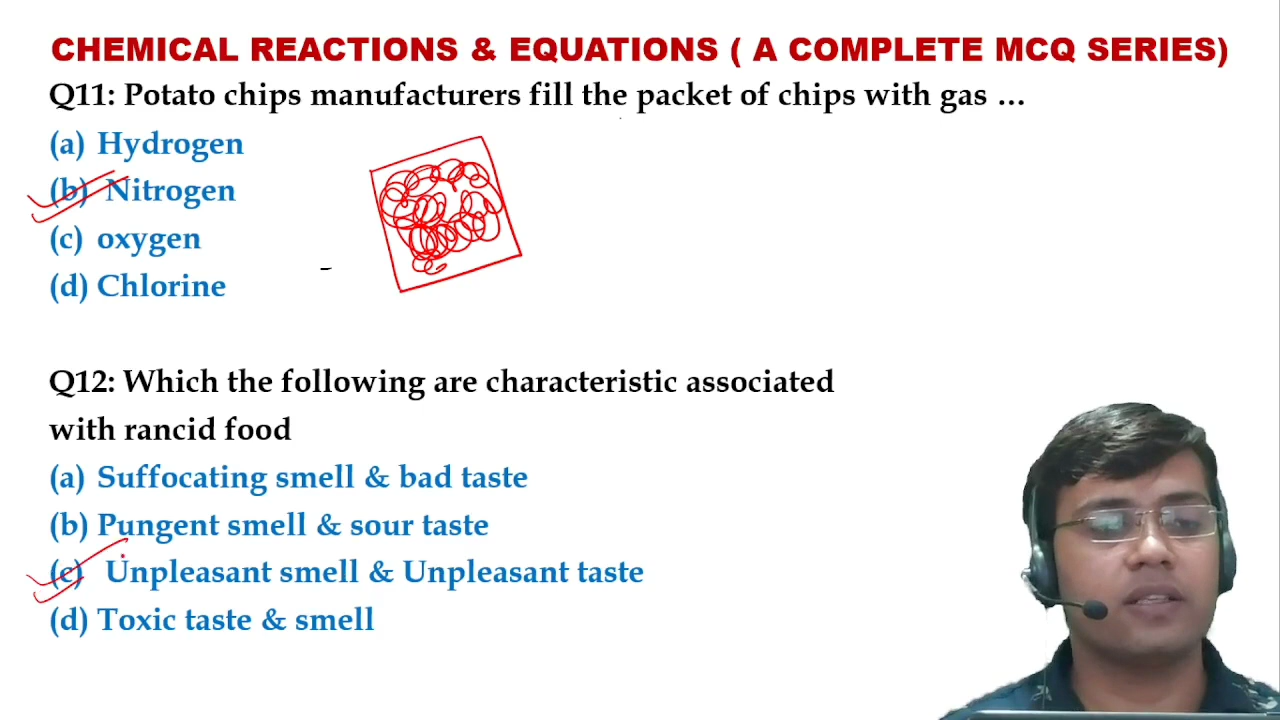 CHEMICAL REACTIONS & EQUATIONS ( A COMPLETE MCQ SERIES)
Q11: Potato chips manufacturers fill the packet of chips with gas ...
(a) Hydrogen
(b) Nitrogen
(c) oxygen
(d) Chlorine
Q12: Which the following are characteristic associated
with rancid food
(a) Suffocating smell & bad taste
(b) Pungent smell & sour taste
(c) Unpleasant smell & Unpleasant taste
(d) Toxic taste & smell